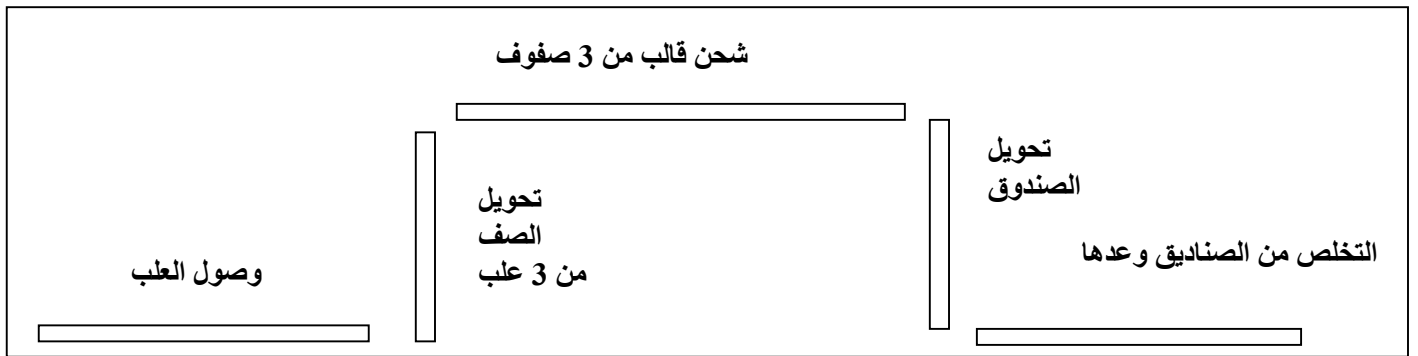 شحن قالب من 3 صفوف
تحويل
الصندوق
تحويل
الصف
من 3 علب
التخلص من الصناديق وعدها
وصول العلب